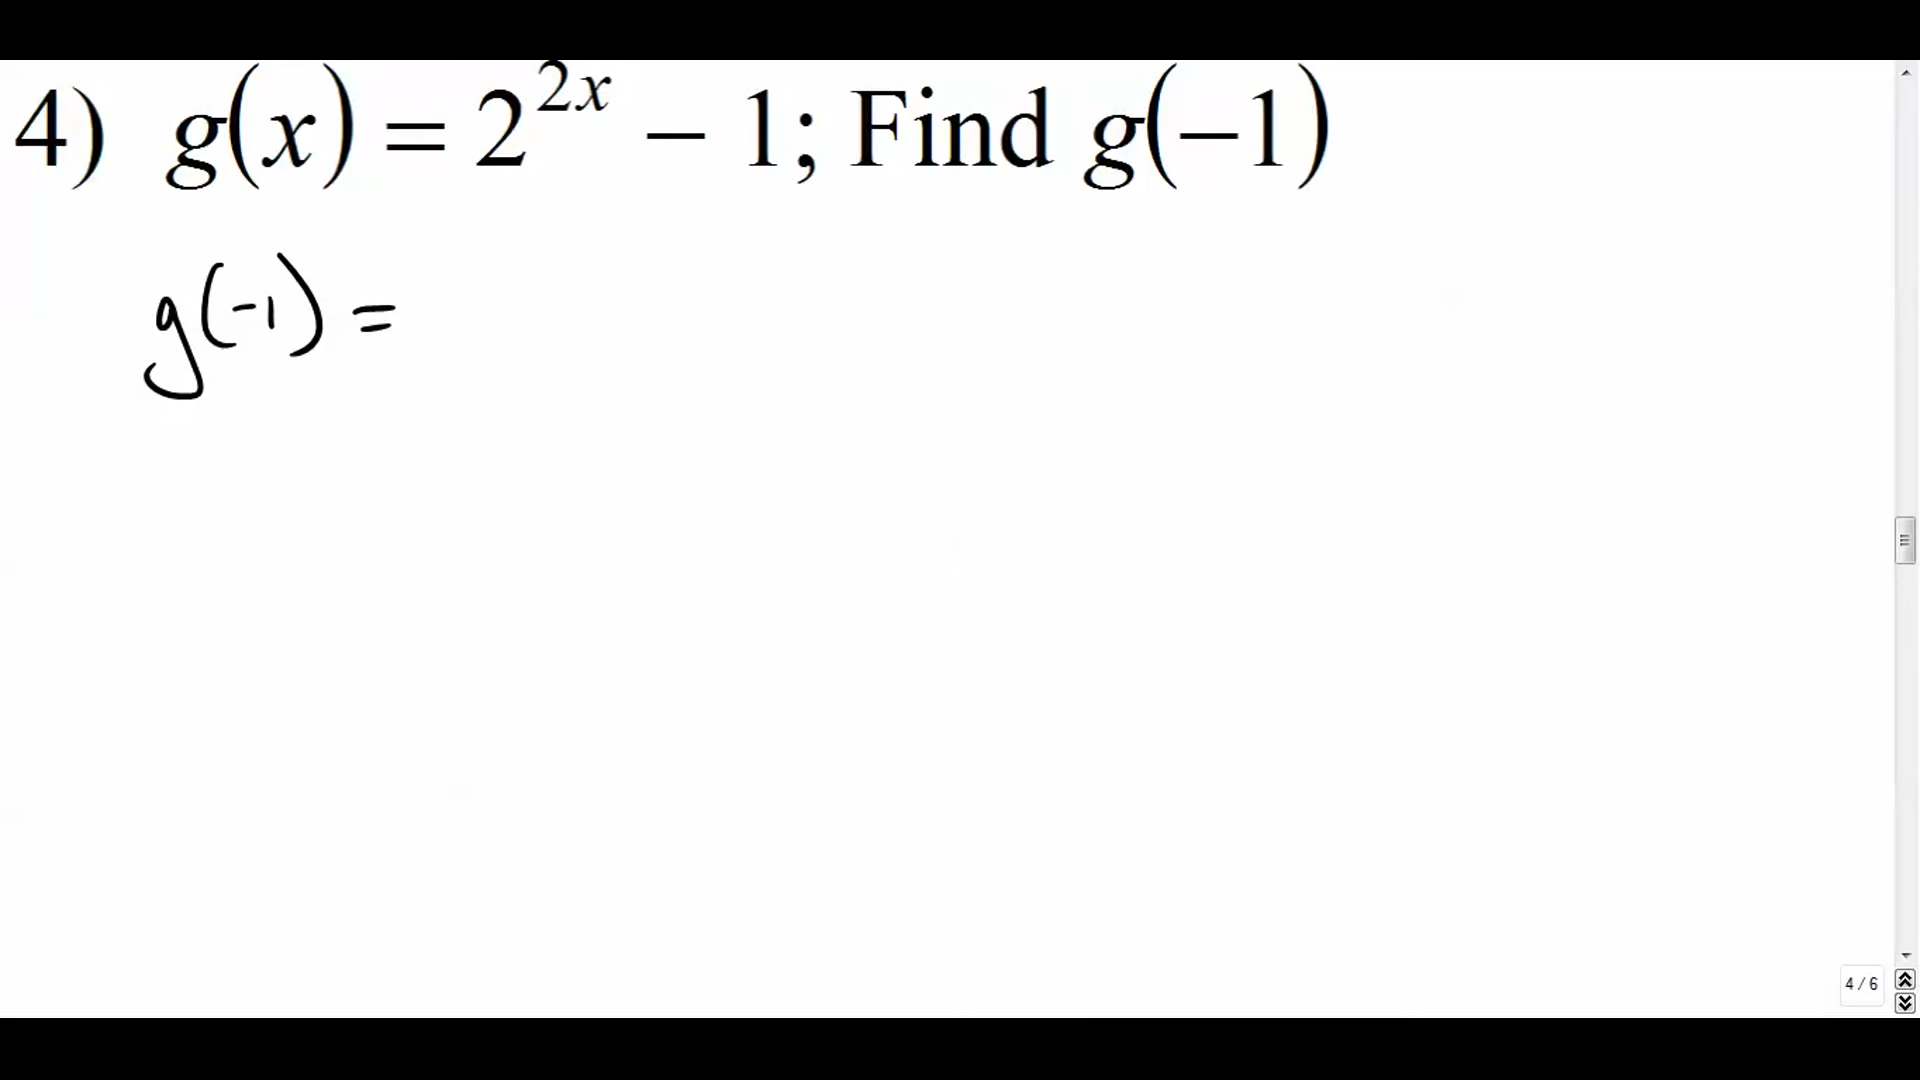 4) g(x) = 2^{2x} − 1; Find g(−1)
g(-1) =
4 / 6